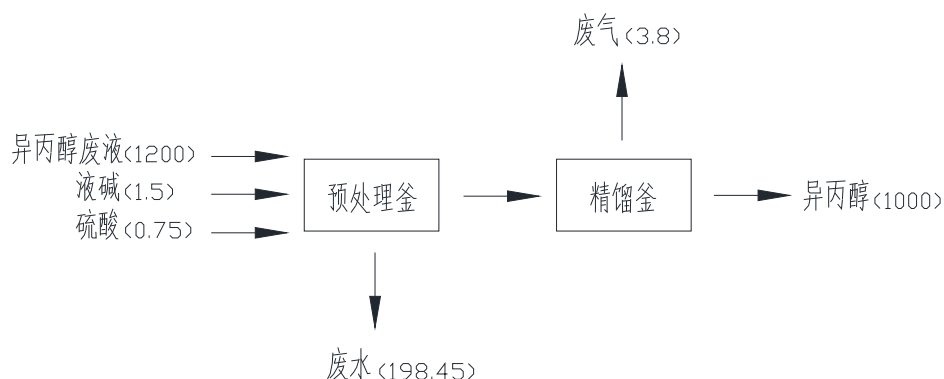 废气(3.8)
异丙醇废液(1200)
液碱(1.5)
硫酸(0.75)
预处理釜
精馏釜
异丙醇(1000)
废水(198.45)